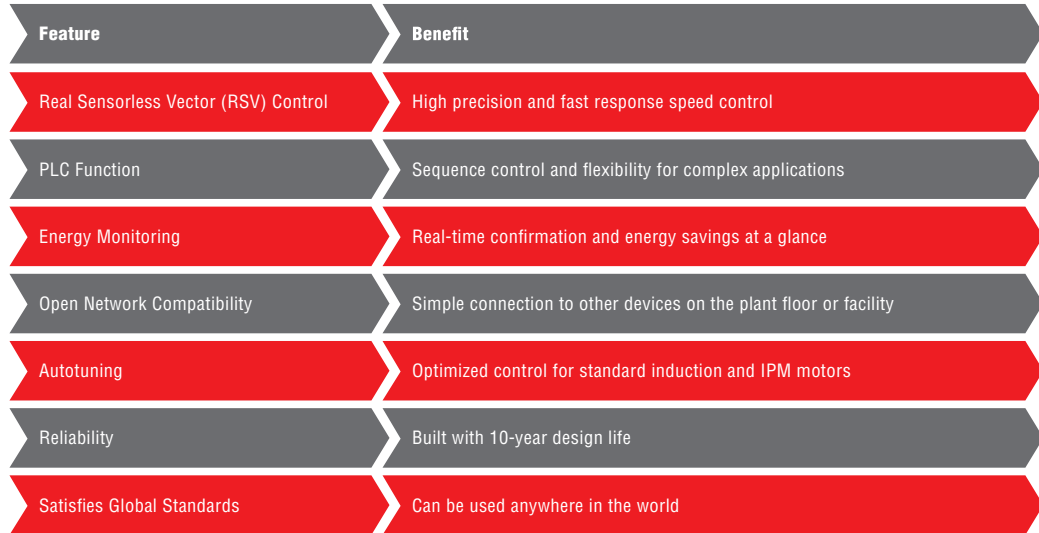 Feature
Benefit
Real Sensorless Vector (RSV) Control
High precision and fast response speed control
PLC Function
Sequence control and flexibility for complex applications
Energy Monitoring
Real-time confirmation and energy savings at a glance
Open Network Compatibility
Simple connection to other devices on the plant floor or facility
Autotuning
Optimized control for standard induction and IPM motors
Reliability
Built with 10-year design life
Satisfies Global Standards
Can be used anywhere in the world